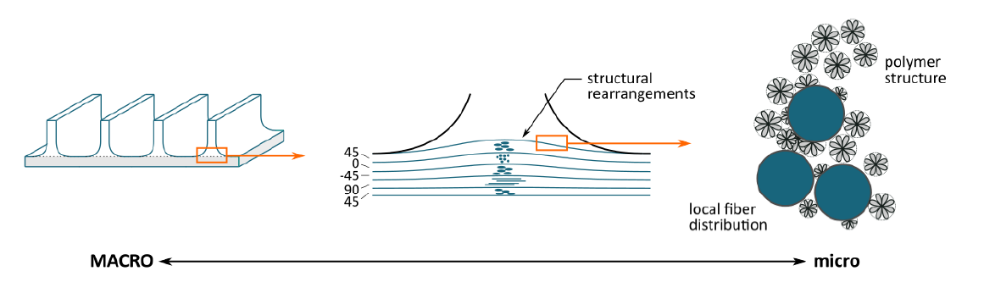 structural
rearrangements
45
0
-45
90
45
polymer
structure
local fiber
distribution
MACRO
micro